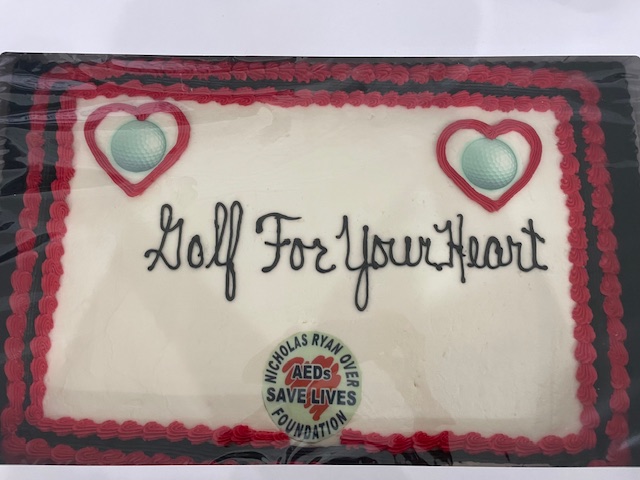 Golf For Your Heart
NICHOLAS RYAN OVER
AEDs
SAVE LIVES
FOUNDATION